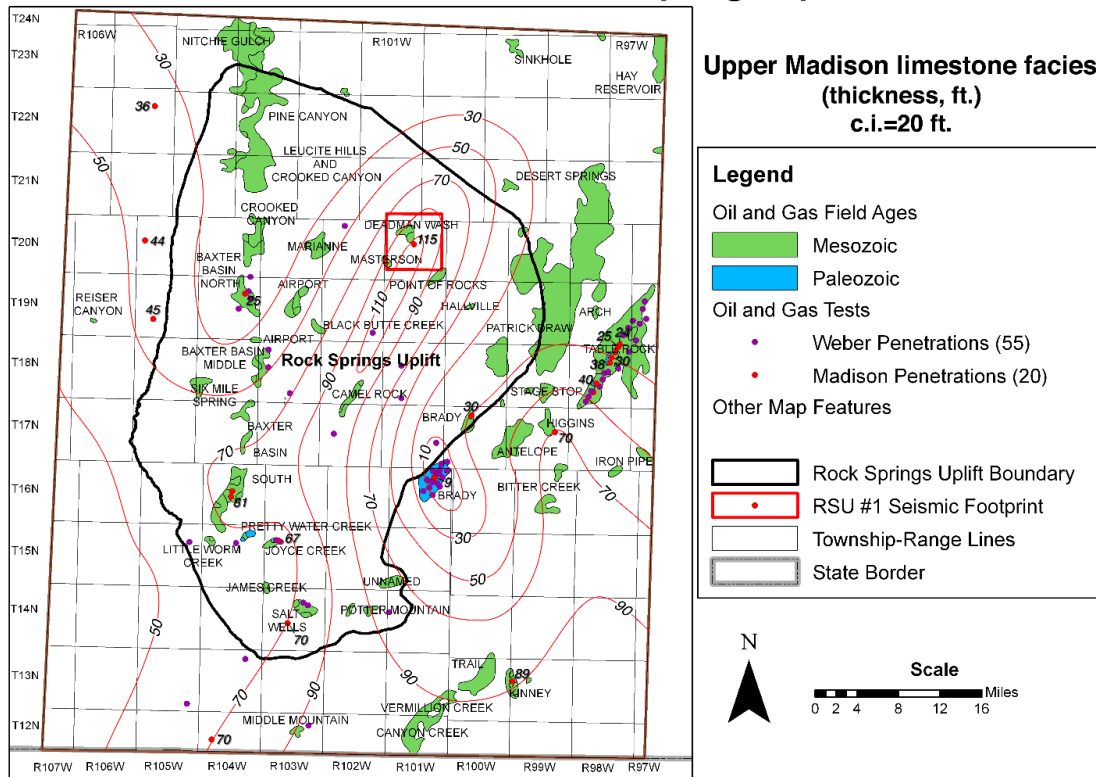 T24N
R106W
R101W
R97W
30
NITCHIE GULCH
T23N
SINKHOLE
HAY
RESERVOIR
36
T22N
PINE CANYON
30
50
LEUCITE HILLS
AND
CROOKED CANYON
50
T21N
70
DESERT SPRINGS
CROOKED
CANYON
DEADMAN WASH
T20N
44
MARIANNE
115
BAXTER
BASIN
NORTH
MASTERSON
POINT OF ROCKS
T19N
REISER
CANYON
45
25
AIRPORT
110
90
HALLVILLE
ARCH
BLACK BUTTE CREEK
PATRICK DRAW
25
24
T18N
AIRPORT
BAXTER BASIN
MIDDLE
Rock Springs Uplift
TABLE ROCK
38
30
90
SIX MILE
SPRING
CAMEL ROCK
40
STAGE STOP
30
BRADY
T17N
BAXTER
BASIN
HIGGINS
70
70
ANTELOPE
10
IRON PIPE
T16N
SOUTH
9
BRADY
BITTER CREEK
70
70
81
PRETTY WATER CREEK
30
T15N
67
LITTLE WORM
CREEK
JOYCE CREEK
JAMES CREEK
UNNAMED
50
90
T14N
SALT
WELLS
POTTER MOUNTAIN
70
50
70
T13N
TRAIL
89
KINNEY
70
90
90
VERMILLION CREEK
T12N
MIDDLE MOUNTAIN
CANYON CREEK
70
R107W
R106W
R105W
R104W
R103W
R102W
R101W
R100W
R99W
R98W
R97W
Upper Madison limestone facies
(thickness, ft.)
c.i.=20 ft.
Legend
Oil and Gas Field Ages
Mesozoic
Paleozoic
Oil and Gas Tests
Weber Penetrations (55)
Madison Penetrations (20)
Other Map Features
Rock Springs Uplift Boundary
RSU #1 Seismic Footprint
Township-Range Lines
State Border
N
Scale
Miles
0 2 4 8 12 16